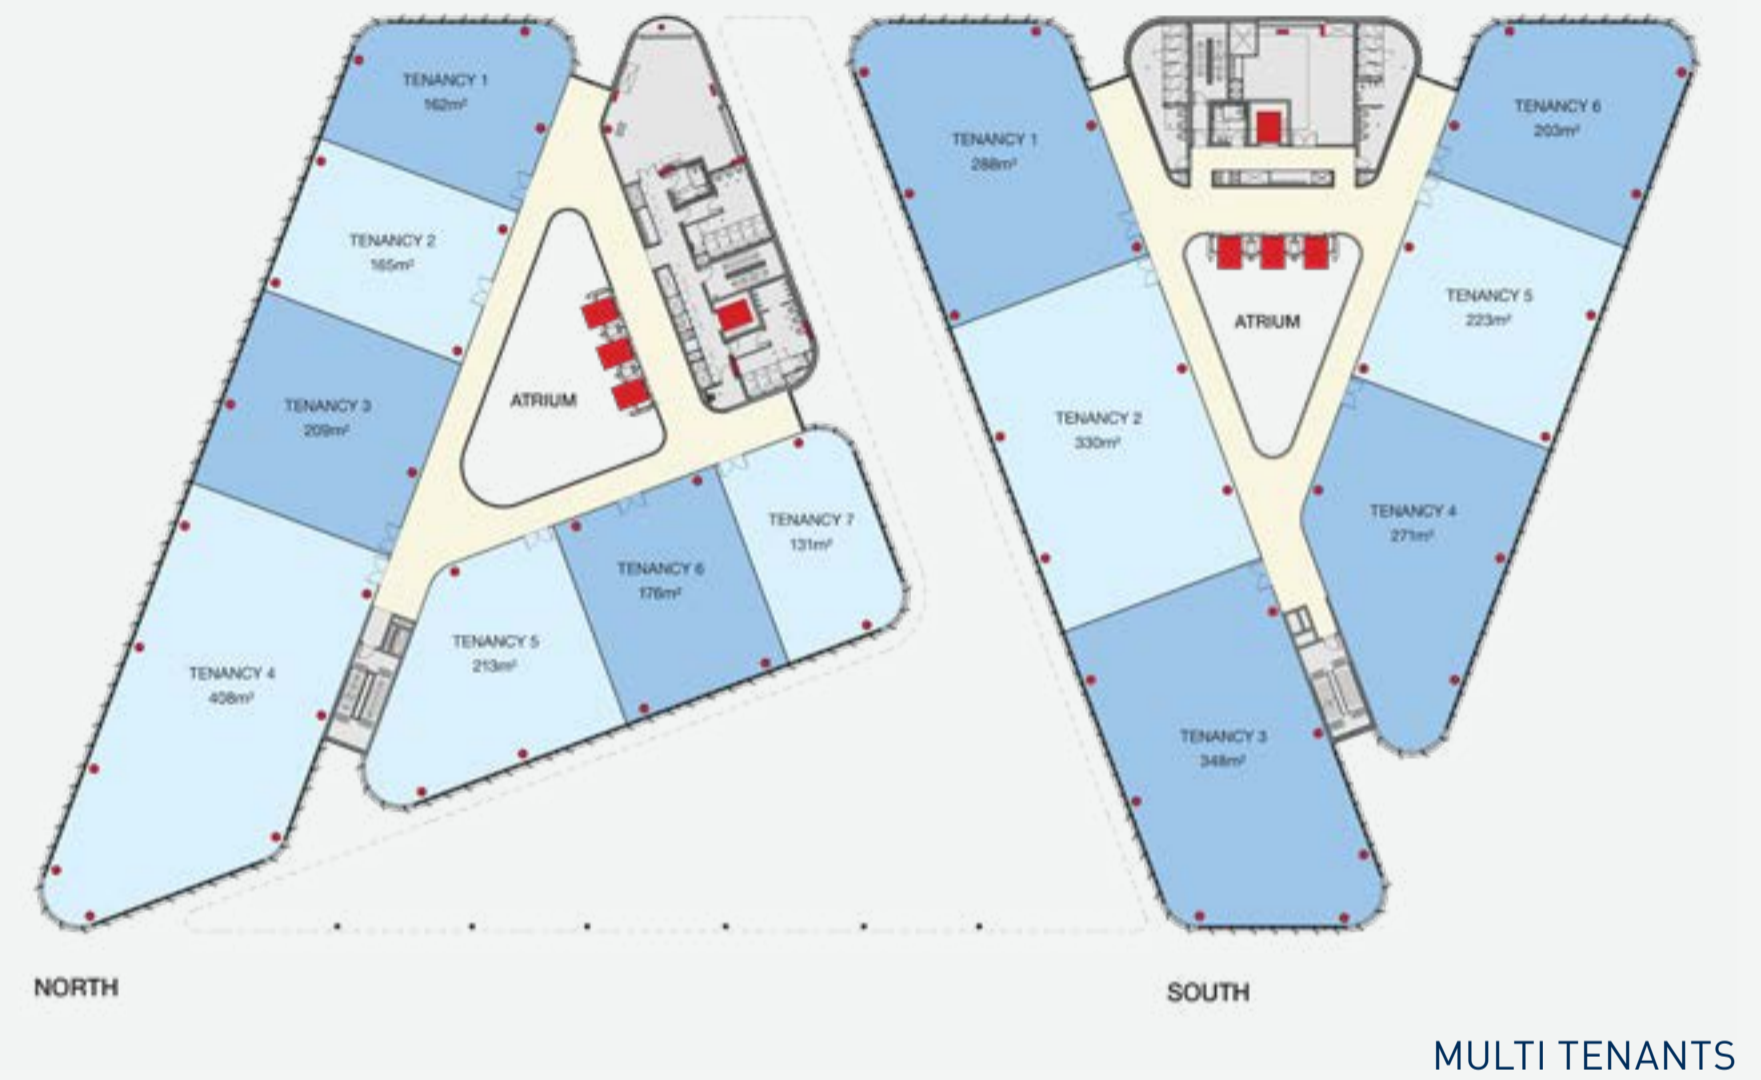 TENANCY 1
162m²
TENANCY 2
165m²
TENANCY 3
209m²
TENANCY 4
408m²
ATRIUM
TENANCY 5
213m²
TENANCY 6
176m²
TENANCY 7
131m²
NORTH
TENANCY 1
288m²
TENANCY 2
330m²
TENANCY 3
348m²
ATRIUM
TENANCY 6
203m²
TENANCY 5
223m²
TENANCY 4
271m²
SOUTH
MULTI TENANTS